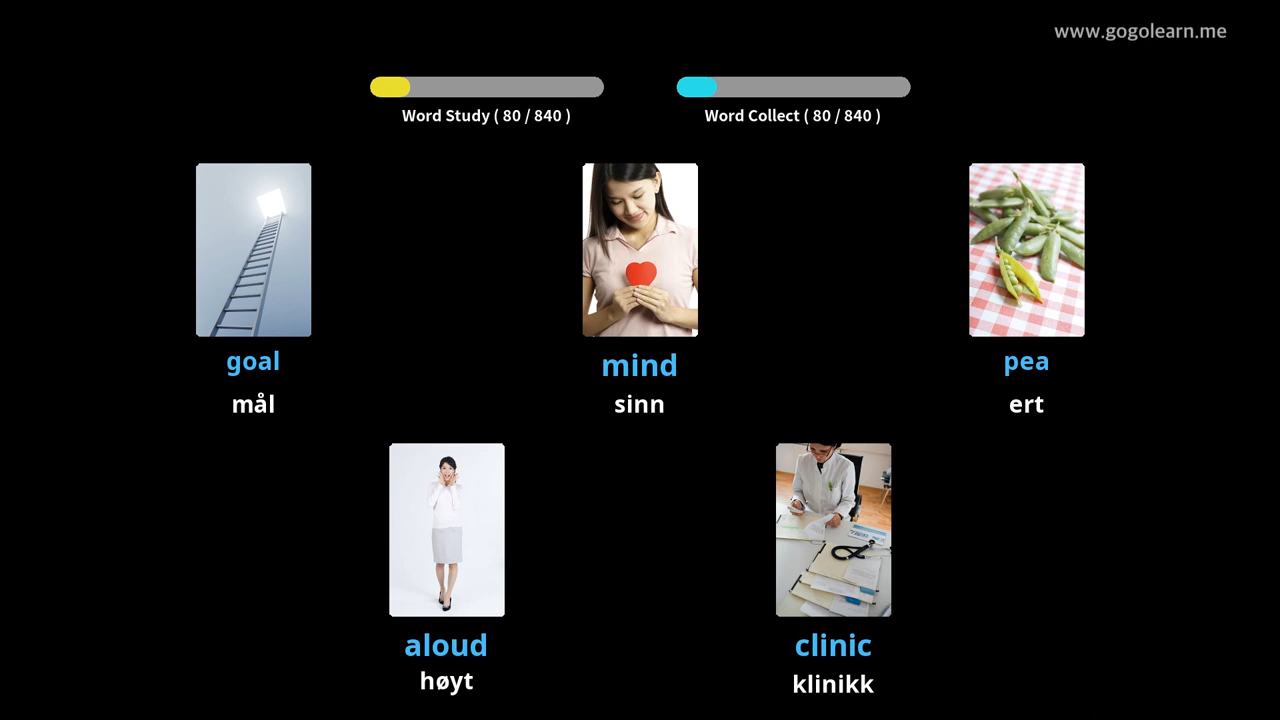 www.gogolearn.me
Word Study ( 80 / 840 )
Word Collect ( 80 / 840 )
goal
mål
mind
sinn
pea
ert
aloud
høyt
clinic
klinikk